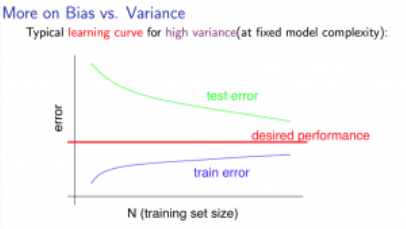 More on Bias vs. Variance
Typical learning curve for high variance(at fixed model complexity):
test error
error
desired performance
train error
N (training set size)